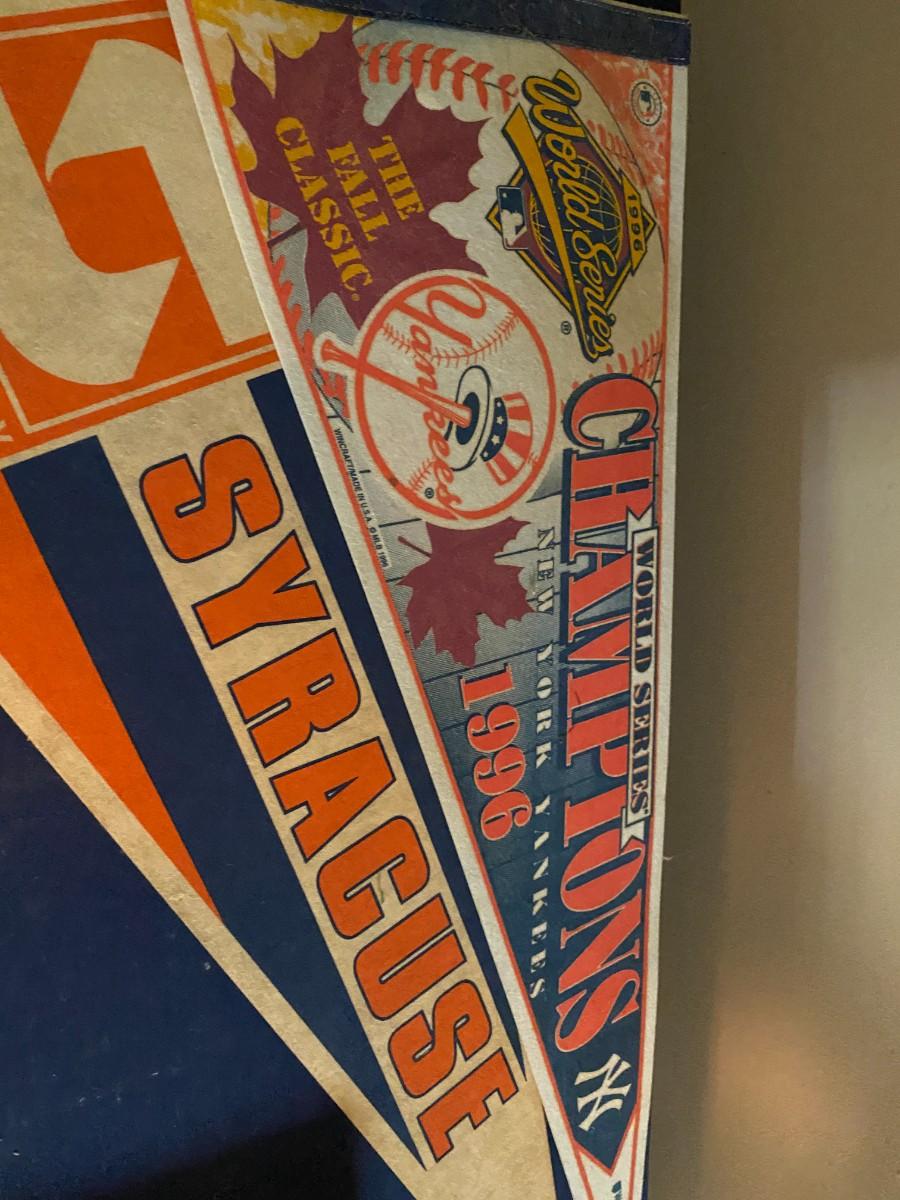 THE
FALL
CLASSIC
1996
World Series
®
Yankees
®
WINCRAFT/MADE IN U.S.A. © MLB 1996
WORLD SERIES
CHAMPIONS
NEW YORK YANKEES
1996
NY
SYRACUSE